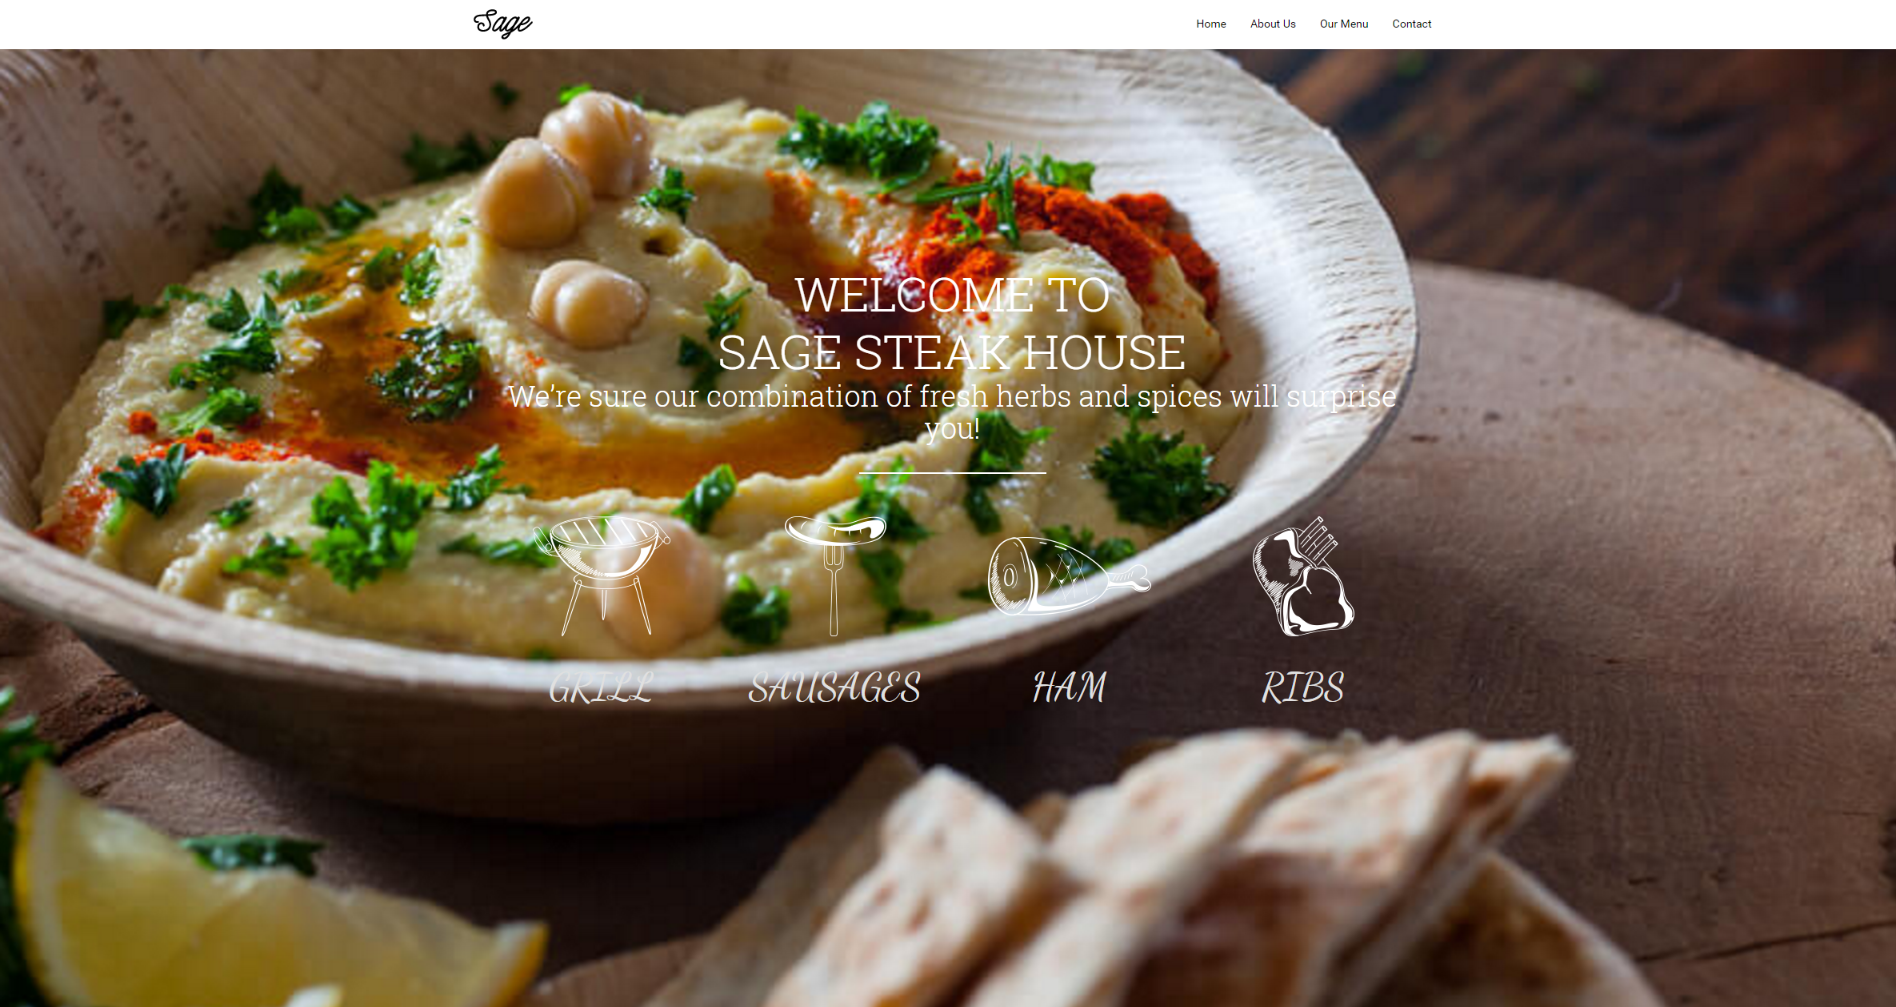 Sage
Home About Us Our Menu Contact
WELCOME TO
SAGE STEAK HOUSE
We’re sure our combination of fresh herbs and spices will surprise
you!
GRILL SAUSAGES HAM RIBS